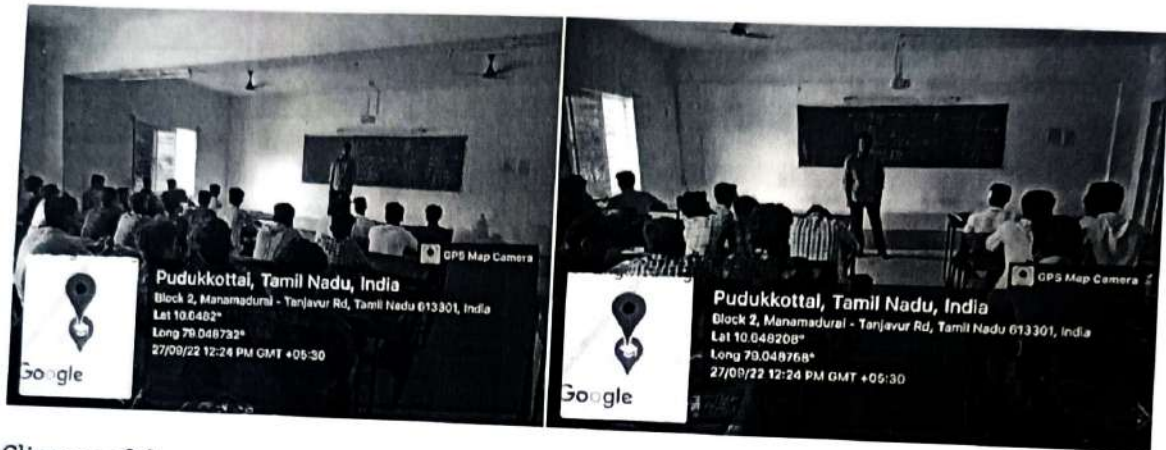 GPS Map Camera
Pudukkottai, Tamil Nadu, India
Block 2, Manamadurai - Tanjavur Rd, Tamil Nadu 613301, India
Lat 10.6482°
Long 79.048732°
27/09/22 12:24 PM GMT +05:30
Google
GPS Map Camera
Pudukkottai, Tamil Nadu, India
Block 2, Manamadurai - Tanjavur Rd, Tamil Nadu 613301, India
Lat 10.648208°
Long 79.048768°
27/09/22 12:24 PM GMT +05:30
Google